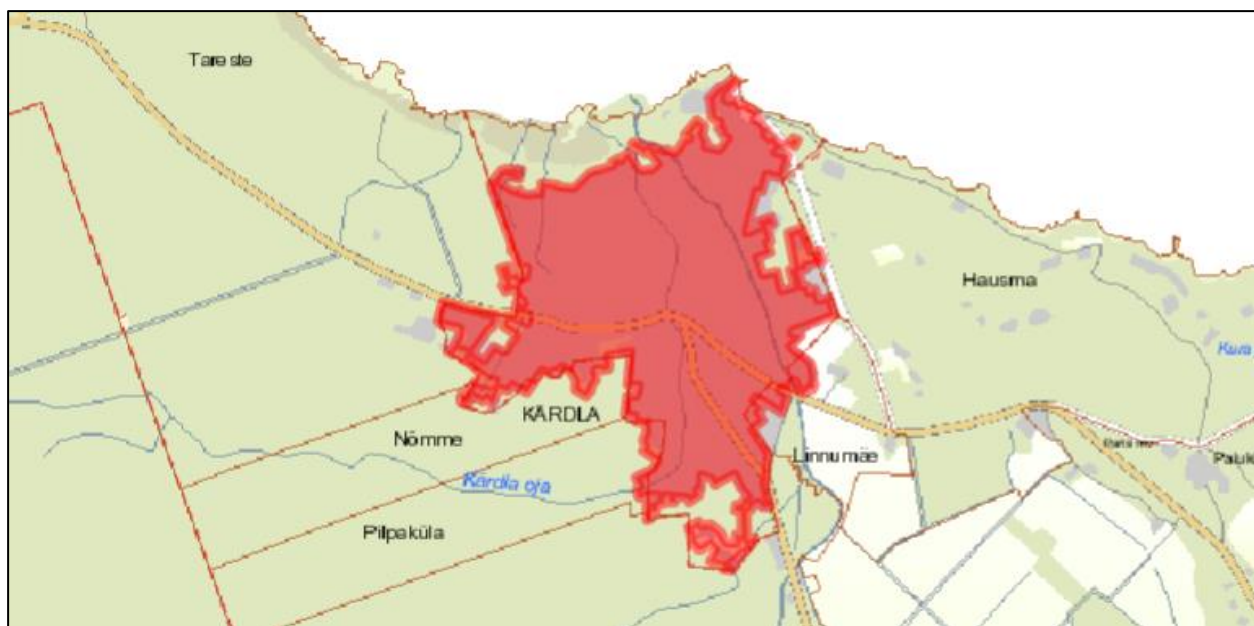 Tareste
Hausma
KÄRDLA
Nõmme
Linnumäe
Kärdla oja
Pilpaküla